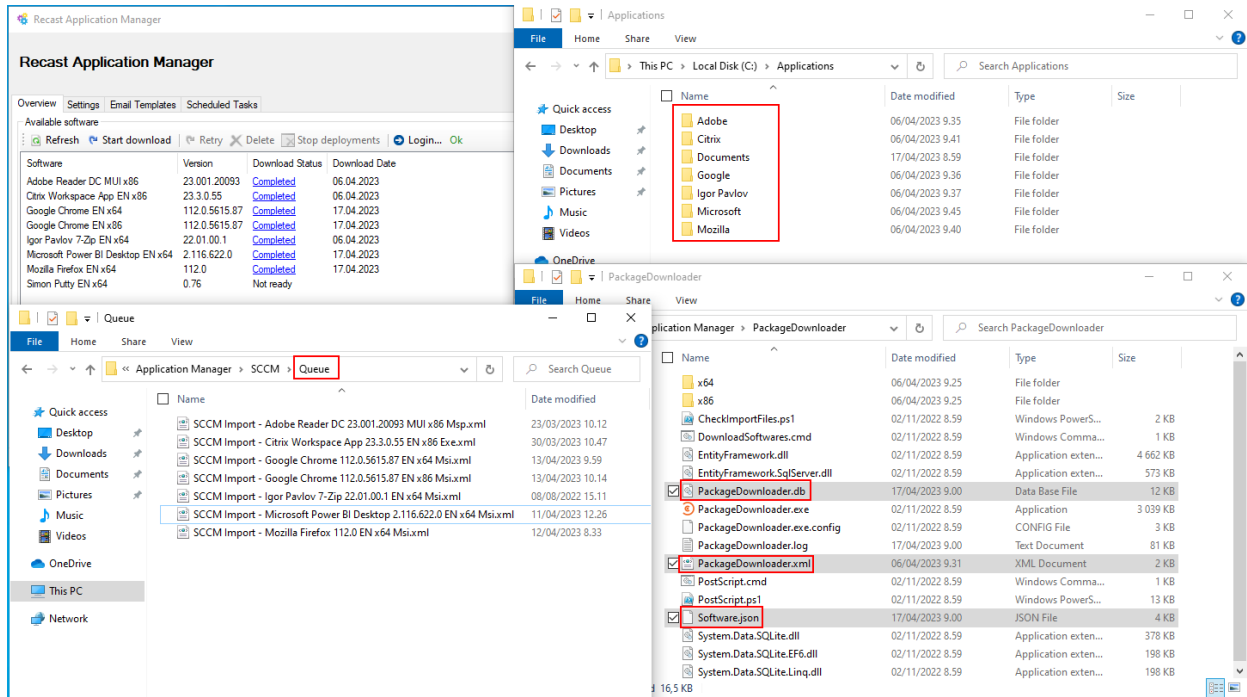 Recast Application Manager
Recast Application Manager
Overview Settings Email Templates Scheduled Tasks
Available software
Refresh Start download Retry Delete Stop deployments Login... Ok
Software Version Download Status Download Date
Adobe Reader DC MUI x86 23.001.20093 Completed 06.04.2023
Citrix Workspace App EN x86 23.3.0.55 Completed 06.04.2023
Google Chrome EN x64 112.0.5615.87 Completed 17.04.2023
Google Chrome EN x86 112.0.5615.87 Completed 17.04.2023
Igor Pavlov 7-Zip EN x64 22.01.00.1 Completed 06.04.2023
Microsoft Power BI Desktop EN x64 2.116.622.0 Completed 17.04.2023
Mozilla Firefox EN x64 112.0 Completed 17.04.2023
Simon Putty EN x64 0.76 Not ready
Applications
File Home Share View
This PC > Local Disk (C:) > Applications Search Applications
Name Date modified Type Size
Quick access
Desktop
Downloads
Documents
Pictures
Music
Videos
OneDrive
Adobe 06/04/2023 9.35 File folder
Citrix 06/04/2023 9.41 File folder
Documents 17/04/2023 8.59 File folder
Google 06/04/2023 9.36 File folder
Igor Pavlov 06/04/2023 9.37 File folder
Microsoft 06/04/2023 9.45 File folder
Mozilla 06/04/2023 9.40 File folder
Queue
File Home Share View
« Application Manager > SCCM > Queue Search Queue
Name Date modified
Quick access
Desktop
Downloads
Documents
Pictures
Music
Videos
OneDrive
This PC
Network
SCCM Import - Adobe Reader DC 23.001.20093 MUI x86 Msp.xml 23/03/2023 10.12
SCCM Import - Citrix Workspace App 23.3.0.55 EN x86 Exe.xml 30/03/2023 10.47
SCCM Import - Google Chrome 112.0.5615.87 EN x64 Msi.xml 13/04/2023 9.59
SCCM Import - Google Chrome 112.0.5615.87 EN x86 Msi.xml 13/04/2023 10.14
SCCM Import - Igor Pavlov 7-Zip 22.01.00.1 EN x64 Msi.xml 08/08/2022 15.11
SCCM Import - Microsoft Power BI Desktop 2.116.622.0 EN x64 Msi.xml 11/04/2023 12.26
SCCM Import - Mozilla Firefox 112.0 EN x64 Msi.xml 12/04/2023 8.33
PackageDownloader
File Home Share View
plication Manager > PackageDownloader Search PackageDownloader
Name Date modified Type Size
x64 06/04/2023 9.25 File folder
x86 06/04/2023 9.25 File folder
CheckImportFiles.ps1 02/11/2022 8.59 Windows PowerS... 2 KB
DownloadSoftwares.cmd 02/11/2022 8.59 Windows Comma... 1 KB
EntityFramework.dll 02/11/2022 8.59 Application exten... 4 662 KB
EntityFramework.SqlServer.dll 02/11/2022 8.59 Application exten... 573 KB
PackageDownloader.db 17/04/2023 9.00 Data Base File 12 KB
PackageDownloader.exe 02/11/2022 8.59 Application 3 039 KB
PackageDownloader.exe.config 02/11/2022 8.59 CONFIG File 3 KB
PackageDownloader.log 17/04/2023 9.00 Text Document 81 KB
PackageDownloader.xml 06/04/2023 9.31 XML Document 2 KB
PostScript.cmd 02/11/2022 8.59 Windows Comma... 1 KB
PostScript.ps1 02/11/2022 8.59 Windows PowerS... 13 KB
Software.json 17/04/2023 9.00 JSON File 4 KB
System.Data.SQLite.dll 02/11/2022 8.59 Application exten... 378 KB
System.Data.SQLite.EF6.dll 02/11/2022 8.59 Application exten... 198 KB
System.Data.SQLite.Linq.dll 02/11/2022 8.59 Application exten... 198 KB
16,5 KB